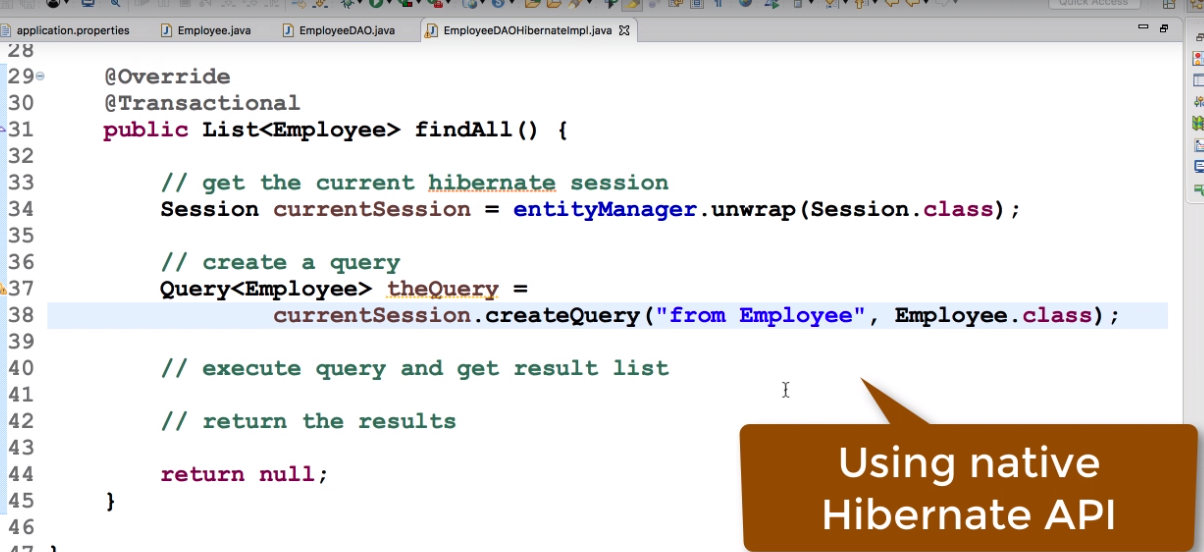 Quick Access
application.properties Employee.java EmployeeDAO.java EmployeeDAOHibernateImpl.java
28
29 @Override
30 @Transactional
31 public List<Employee> findAll() {
32
33 // get the current hibernate session
34 Session currentSession = entityManager.unwrap(Session.class);
35
36 // create a query
37 Query<Employee> theQuery =
38 currentSession.createQuery("from Employee", Employee.class);
39
40 // execute query and get result list
41
42 // return the results
43
44 return null;
45 }
46
47 }
Using native
Hibernate API